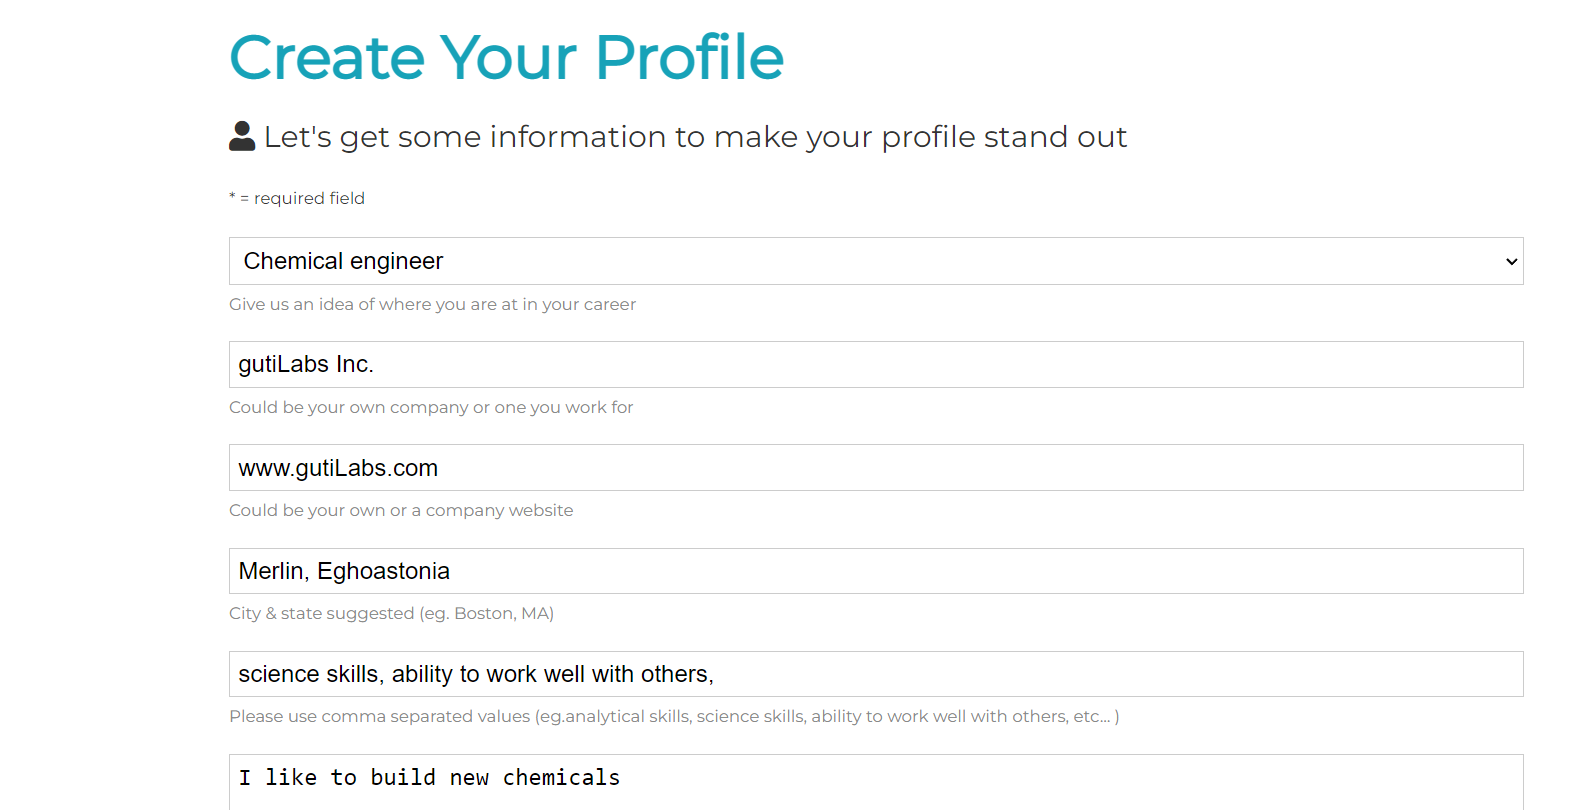 Create Your Profile
Let's get some information to make your profile stand out
* = required field
Chemical engineer
Give us an idea of where you are at in your career
gutiLabs Inc.
Could be your own company or one you work for
www.gutiLabs.com
Could be your own or a company website
Merlin, Eghoastonia
City & state suggested (eg. Boston, MA)
science skills, ability to work well with others,
Please use comma separated values (eg.analytical skills, science skills, ability to work well with others, etc... )
I like to build new chemicals